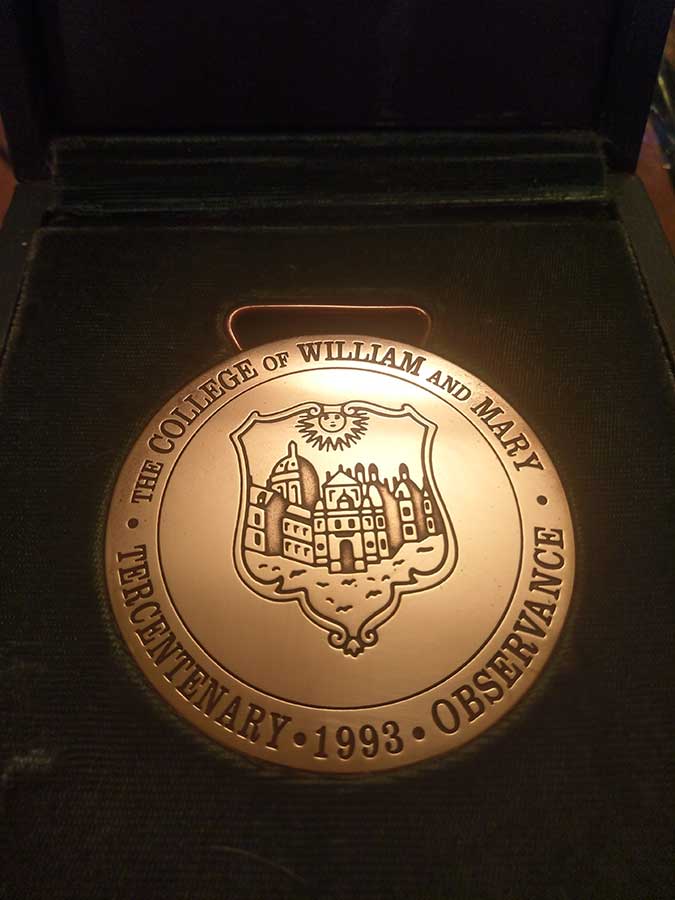 · THE COLLEGE OF WILLIAM AND MARY ·
TERCENTENARY • 1993 • OBSERVANCE